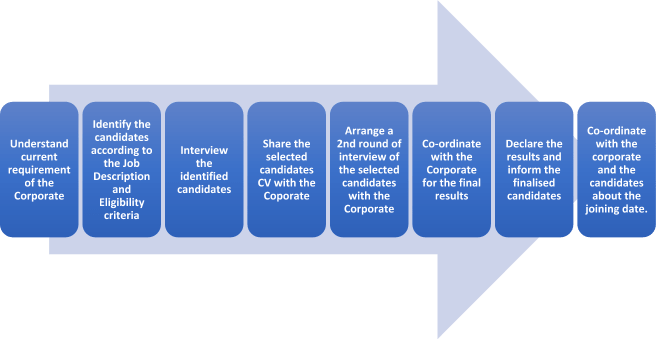 Understand
current
requirement
of the
Corporate
Identify the
candidates
according to
the Job
Description
and
Eligibility
criteria
Interview
the
identified
candidates
Share the
selected
candidates
CV with the
Coporate
Arrange a
2nd round of
interview of
the selected
candidates
with the
Corporate
Co-ordinate
with the
Corporate
for the final
results
Declare the
results and
inform the
finalised
candidates
Co-ordinate
with the
corporate
and the
candidates
about the
joining date.